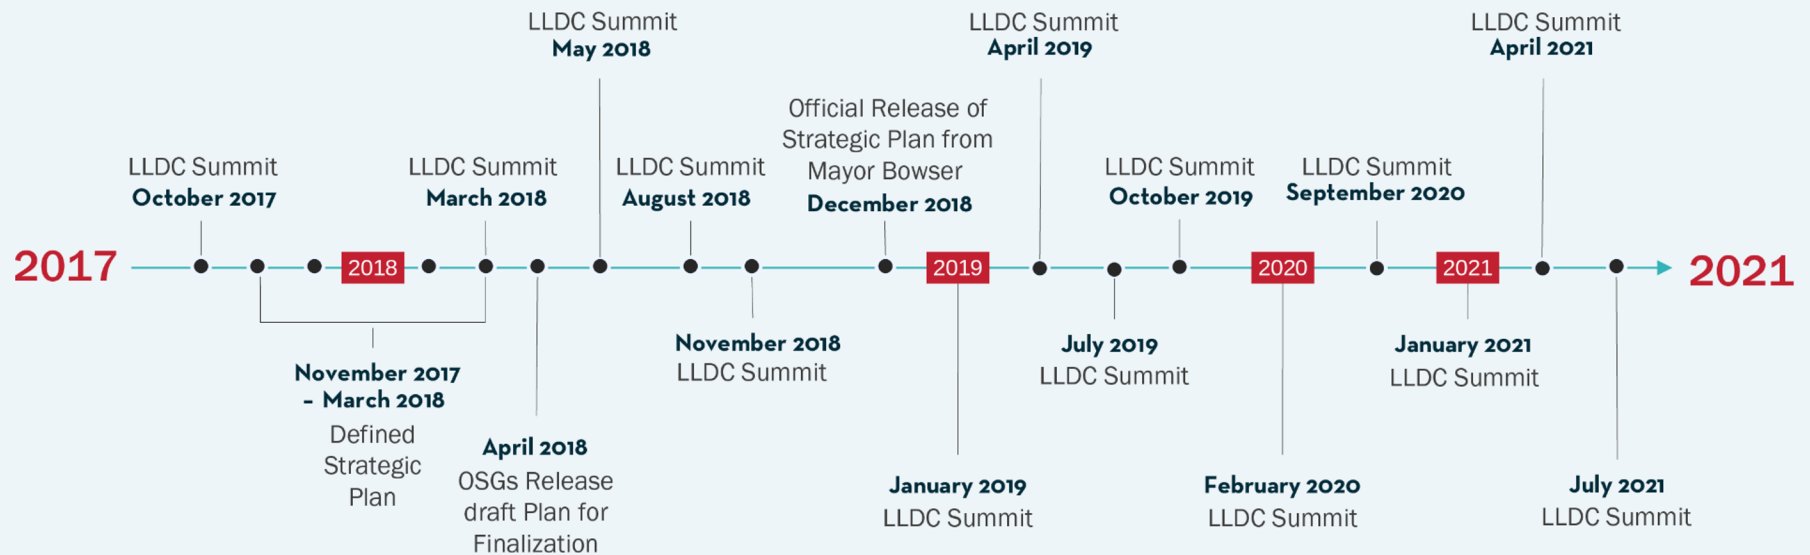 LLDC Summit
May 2018
LLDC Summit
April 2019
LLDC Summit
April 2021
Official Release of
Strategic Plan from
Mayor Bowser
December 2018
LLDC Summit
October 2017
LLDC Summit
March 2018
LLDC Summit
August 2018
LLDC Summit
October 2019
LLDC Summit
September 2020
2017
2018
2019
2020
2021
2021
November 2017
– March 2018
Defined
Strategic
Plan
April 2018
OSGs Release
draft Plan for
Finalization
November 2018
LLDC Summit
January 2019
LLDC Summit
July 2019
LLDC Summit
February 2020
LLDC Summit
January 2021
LLDC Summit
July 2021
LLDC Summit